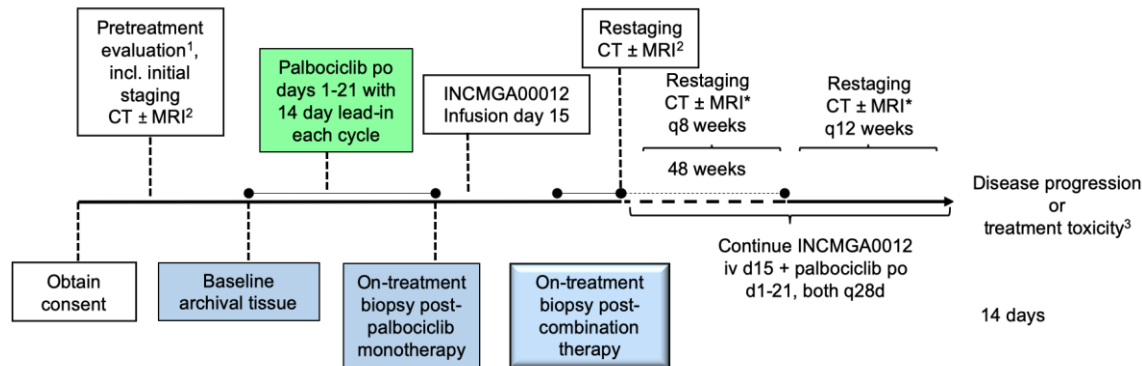 Pretreatment
evaluation¹,
incl. initial
staging
CT ± MRI²
Palbociclib po
days 1-21 with
14 day lead-in
each cycle
INCMGA00012
Infusion day 15
Restaging
CT ± MRI²
Restaging
CT ± MRI*
q8 weeks
48 weeks
Restaging
CT ± MRI*
q12 weeks
Disease progression
or
treatment toxicity³
Obtain
consent
Baseline
archival tissue
On-treatment
biopsy post-
palbociclib
monotherapy
On-treatment
biopsy post-
combination
therapy
Continue INCMGA0012
iv d15 + palbociclib po
d1-21, both q28d
14 days